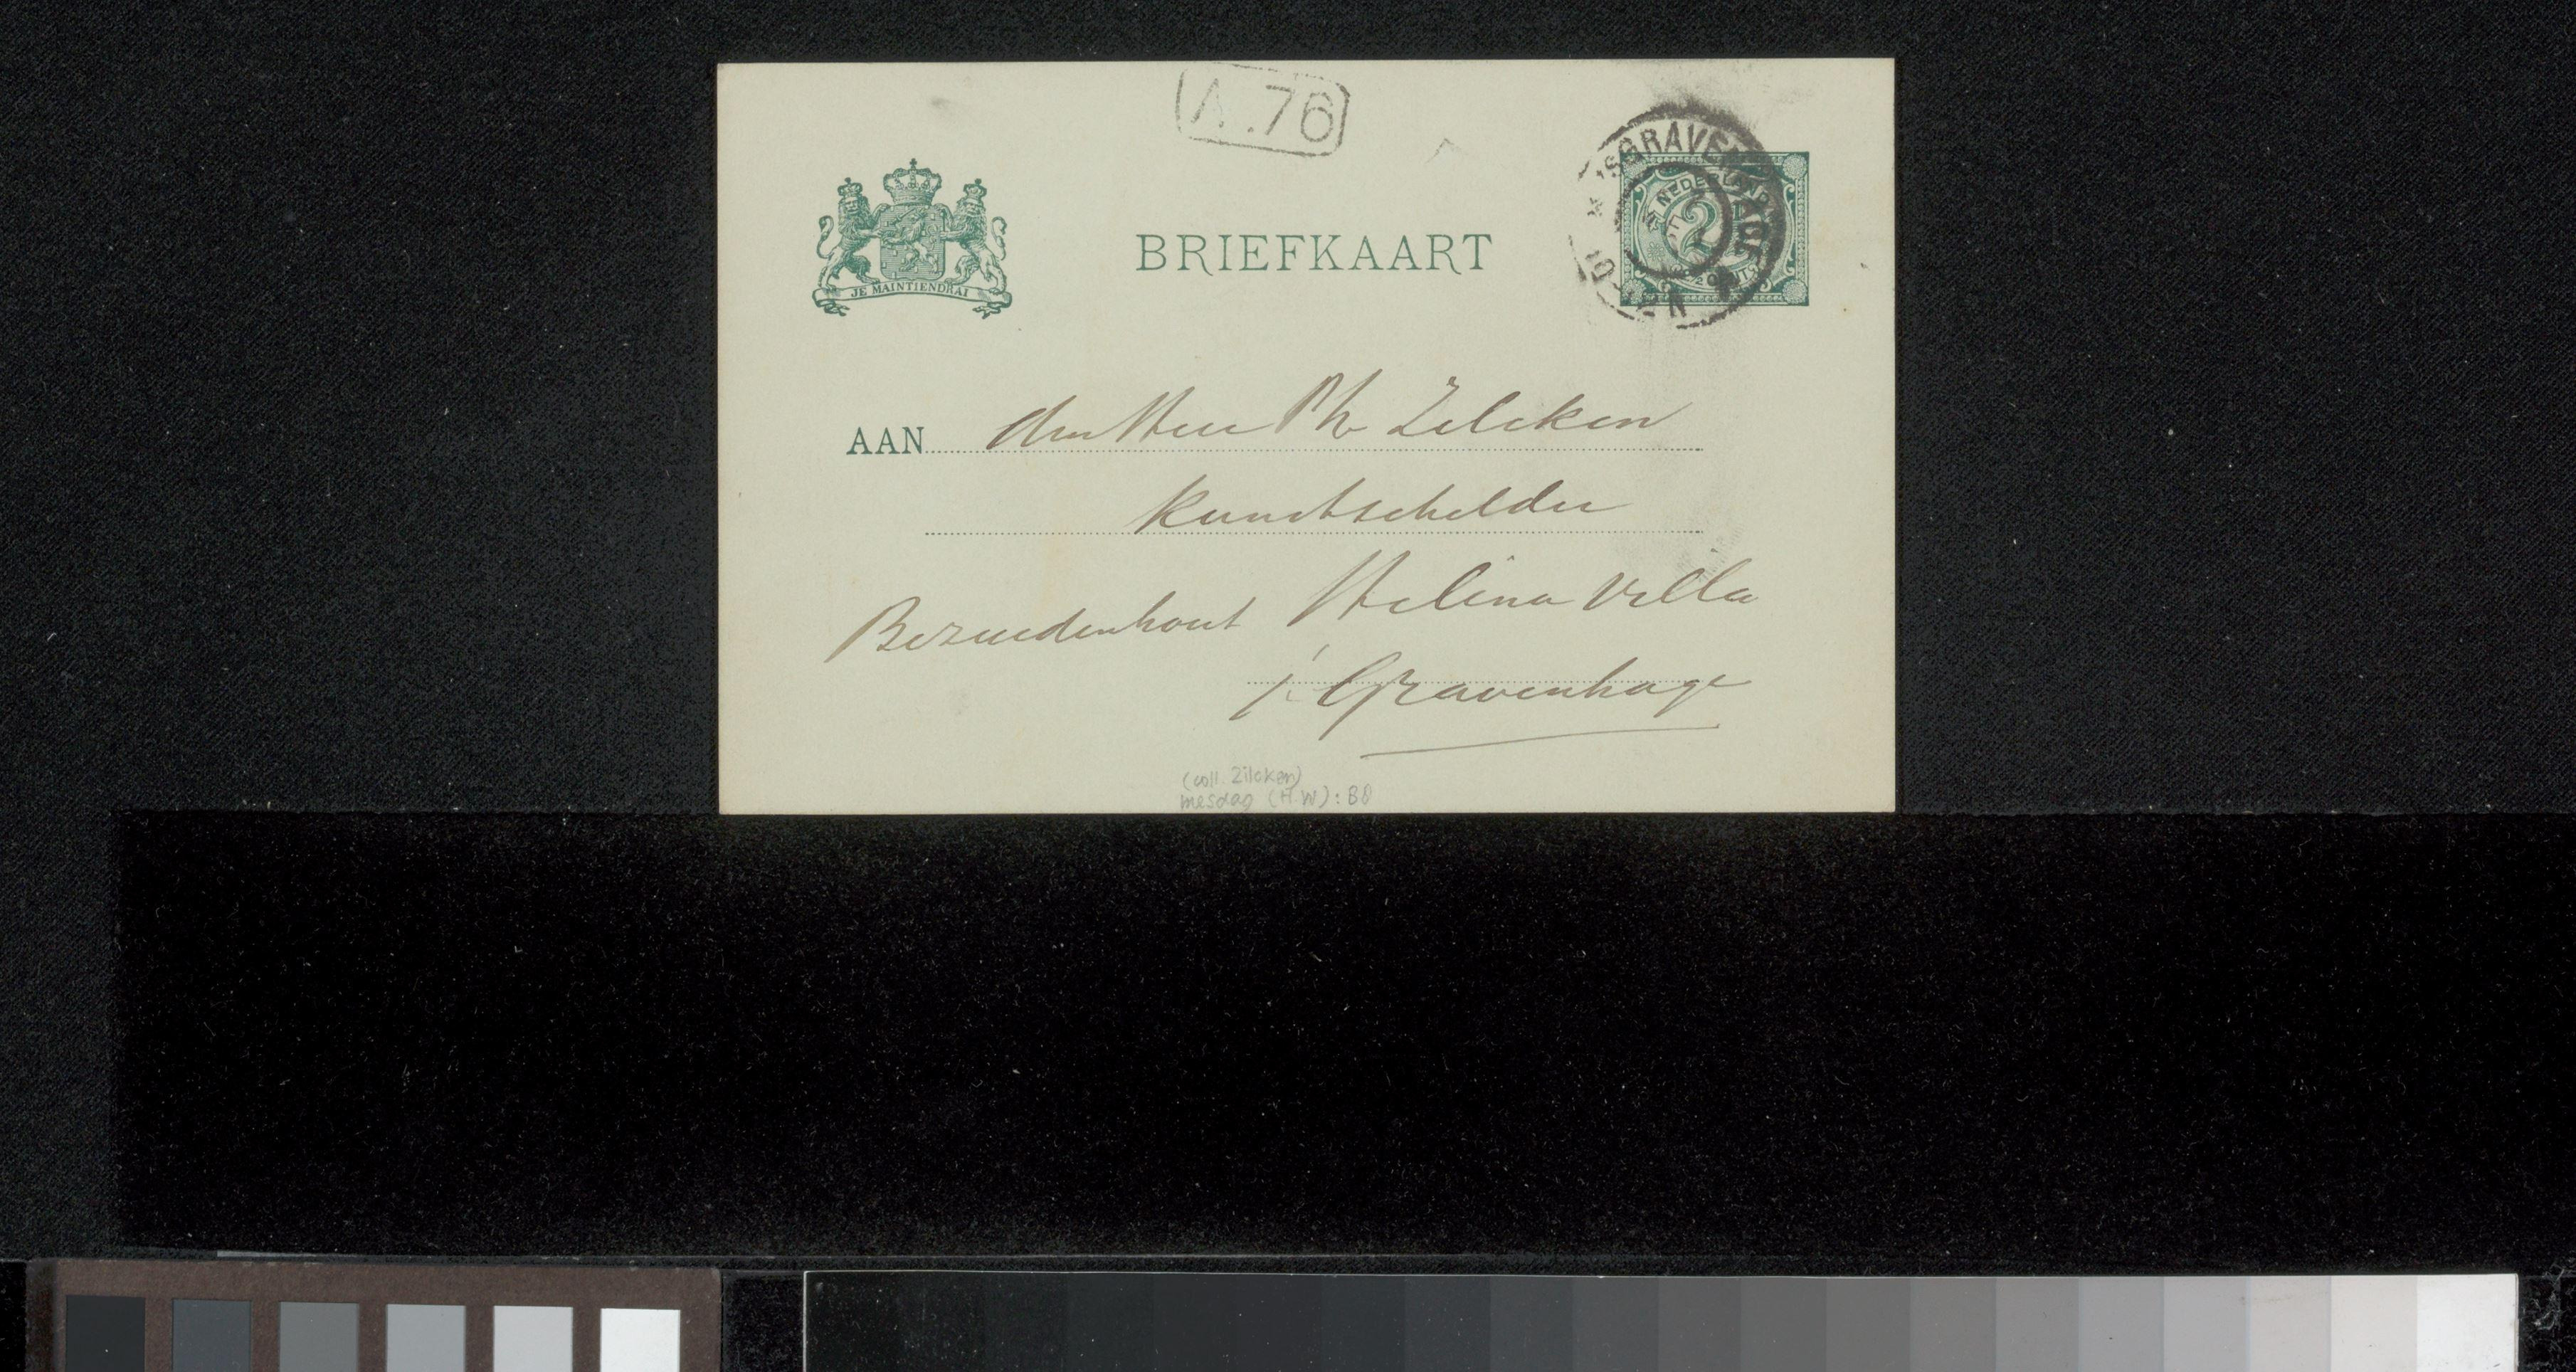 A.76
'SGRAVENHAGE
NEDERLAND
JE MAINTIENDRAI
BRIEFKAART
AAN den Heer Ph Zilcken
Kunstschilder
Bezuidenhout Helena Villa
s' Gravenhage
(coll. Zilcken)
mesdag (H.W): 88